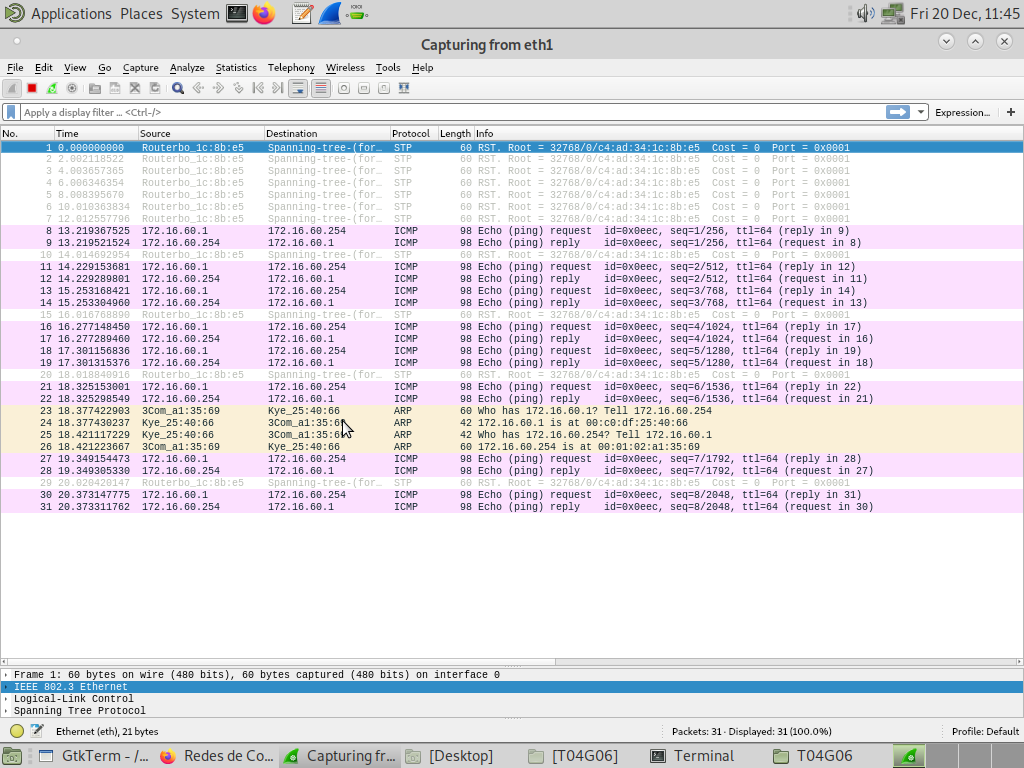 Applications Places System Fri 20 Dec, 11:45
Capturing from eth1
File Edit View Go Capture Analyze Statistics Telephony Wireless Tools Help
Apply a display filter ... <Ctrl-/> Expression... +
No. Time Source Destination Protocol Length Info
1 0.000000000 Routerbo_1c:8b:e5 Spanning-tree-(for… STP 60 RST. Root = 32768/0/c4:ad:34:1c:8b:e5 Cost = 0 Port = 0x0001
2 2.002118522 Routerbo_1c:8b:e5 Spanning-tree-(for… STP 60 RST. Root = 32768/0/c4:ad:34:1c:8b:e5 Cost = 0 Port = 0x0001
3 4.003657365 Routerbo_1c:8b:e5 Spanning-tree-(for… STP 60 RST. Root = 32768/0/c4:ad:34:1c:8b:e5 Cost = 0 Port = 0x0001
4 6.006346354 Routerbo_1c:8b:e5 Spanning-tree-(for… STP 60 RST. Root = 32768/0/c4:ad:34:1c:8b:e5 Cost = 0 Port = 0x0001
5 8.008395670 Routerbo_1c:8b:e5 Spanning-tree-(for… STP 60 RST. Root = 32768/0/c4:ad:34:1c:8b:e5 Cost = 0 Port = 0x0001
6 10.010363834 Routerbo_1c:8b:e5 Spanning-tree-(for… STP 60 RST. Root = 32768/0/c4:ad:34:1c:8b:e5 Cost = 0 Port = 0x0001
7 12.012557796 Routerbo_1c:8b:e5 Spanning-tree-(for… STP 60 RST. Root = 32768/0/c4:ad:34:1c:8b:e5 Cost = 0 Port = 0x0001
8 13.219367525 172.16.60.1 172.16.60.254 ICMP 98 Echo (ping) request id=0x0eec, seq=1/256, ttl=64 (reply in 9)
9 13.219521524 172.16.60.254 172.16.60.1 ICMP 98 Echo (ping) reply id=0x0eec, seq=1/256, ttl=64 (request in 8)
10 14.014692954 Routerbo_1c:8b:e5 Spanning-tree-(for… STP 60 RST. Root = 32768/0/c4:ad:34:1c:8b:e5 Cost = 0 Port = 0x0001
11 14.229153681 172.16.60.1 172.16.60.254 ICMP 98 Echo (ping) request id=0x0eec, seq=2/512, ttl=64 (reply in 12)
12 14.229289801 172.16.60.254 172.16.60.1 ICMP 98 Echo (ping) reply id=0x0eec, seq=2/512, ttl=64 (request in 11)
13 15.253168421 172.16.60.1 172.16.60.254 ICMP 98 Echo (ping) request id=0x0eec, seq=3/768, ttl=64 (reply in 14)
14 15.253304960 172.16.60.254 172.16.60.1 ICMP 98 Echo (ping) reply id=0x0eec, seq=3/768, ttl=64 (request in 13)
15 16.016768890 Routerbo_1c:8b:e5 Spanning-tree-(for… STP 60 RST. Root = 32768/0/c4:ad:34:1c:8b:e5 Cost = 0 Port = 0x0001
16 16.277148450 172.16.60.1 172.16.60.254 ICMP 98 Echo (ping) request id=0x0eec, seq=4/1024, ttl=64 (reply in 17)
17 16.277289460 172.16.60.254 172.16.60.1 ICMP 98 Echo (ping) reply id=0x0eec, seq=4/1024, ttl=64 (request in 16)
18 17.301156836 172.16.60.1 172.16.60.254 ICMP 98 Echo (ping) request id=0x0eec, seq=5/1280, ttl=64 (reply in 19)
19 17.301315376 172.16.60.254 172.16.60.1 ICMP 98 Echo (ping) reply id=0x0eec, seq=5/1280, ttl=64 (request in 18)
20 18.018840916 Routerbo_1c:8b:e5 Spanning-tree-(for… STP 60 RST. Root = 32768/0/c4:ad:34:1c:8b:e5 Cost = 0 Port = 0x0001
21 18.325153001 172.16.60.1 172.16.60.254 ICMP 98 Echo (ping) request id=0x0eec, seq=6/1536, ttl=64 (reply in 22)
22 18.325298549 172.16.60.254 172.16.60.1 ICMP 98 Echo (ping) reply id=0x0eec, seq=6/1536, ttl=64 (request in 21)
23 18.377422903 3Com_a1:35:69 Kye_25:40:66 ARP 60 Who has 172.16.60.1? Tell 172.16.60.254
24 18.377430237 Kye_25:40:66 3Com_a1:35:69 ARP 42 172.16.60.1 is at 00:c0:df:25:40:66
25 18.421117229 Kye_25:40:66 3Com_a1:35:69 ARP 42 Who has 172.16.60.254? Tell 172.16.60.1
26 18.421223667 3Com_a1:35:69 Kye_25:40:66 ARP 60 172.16.60.254 is at 00:01:02:a1:35:69
27 19.349154473 172.16.60.1 172.16.60.254 ICMP 98 Echo (ping) request id=0x0eec, seq=7/1792, ttl=64 (reply in 28)
28 19.349305330 172.16.60.254 172.16.60.1 ICMP 98 Echo (ping) reply id=0x0eec, seq=7/1792, ttl=64 (request in 27)
29 20.020420147 Routerbo_1c:8b:e5 Spanning-tree-(for… STP 60 RST. Root = 32768/0/c4:ad:34:1c:8b:e5 Cost = 0 Port = 0x0001
30 20.373147775 172.16.60.1 172.16.60.254 ICMP 98 Echo (ping) request id=0x0eec, seq=8/2048, ttl=64 (reply in 31)
31 20.373311762 172.16.60.254 172.16.60.1 ICMP 98 Echo (ping) reply id=0x0eec, seq=8/2048, ttl=64 (request in 30)
Frame 1: 60 bytes on wire (480 bits), 60 bytes captured (480 bits) on interface 0
IEEE 802.3 Ethernet
Logical-Link Control
Spanning Tree Protocol
Ethernet (eth), 21 bytes Packets: 31 · Displayed: 31 (100.0%) Profile: Default
GtkTerm - /... Redes de Co... Capturing fr... [Desktop] [T04G06] Terminal T04G06